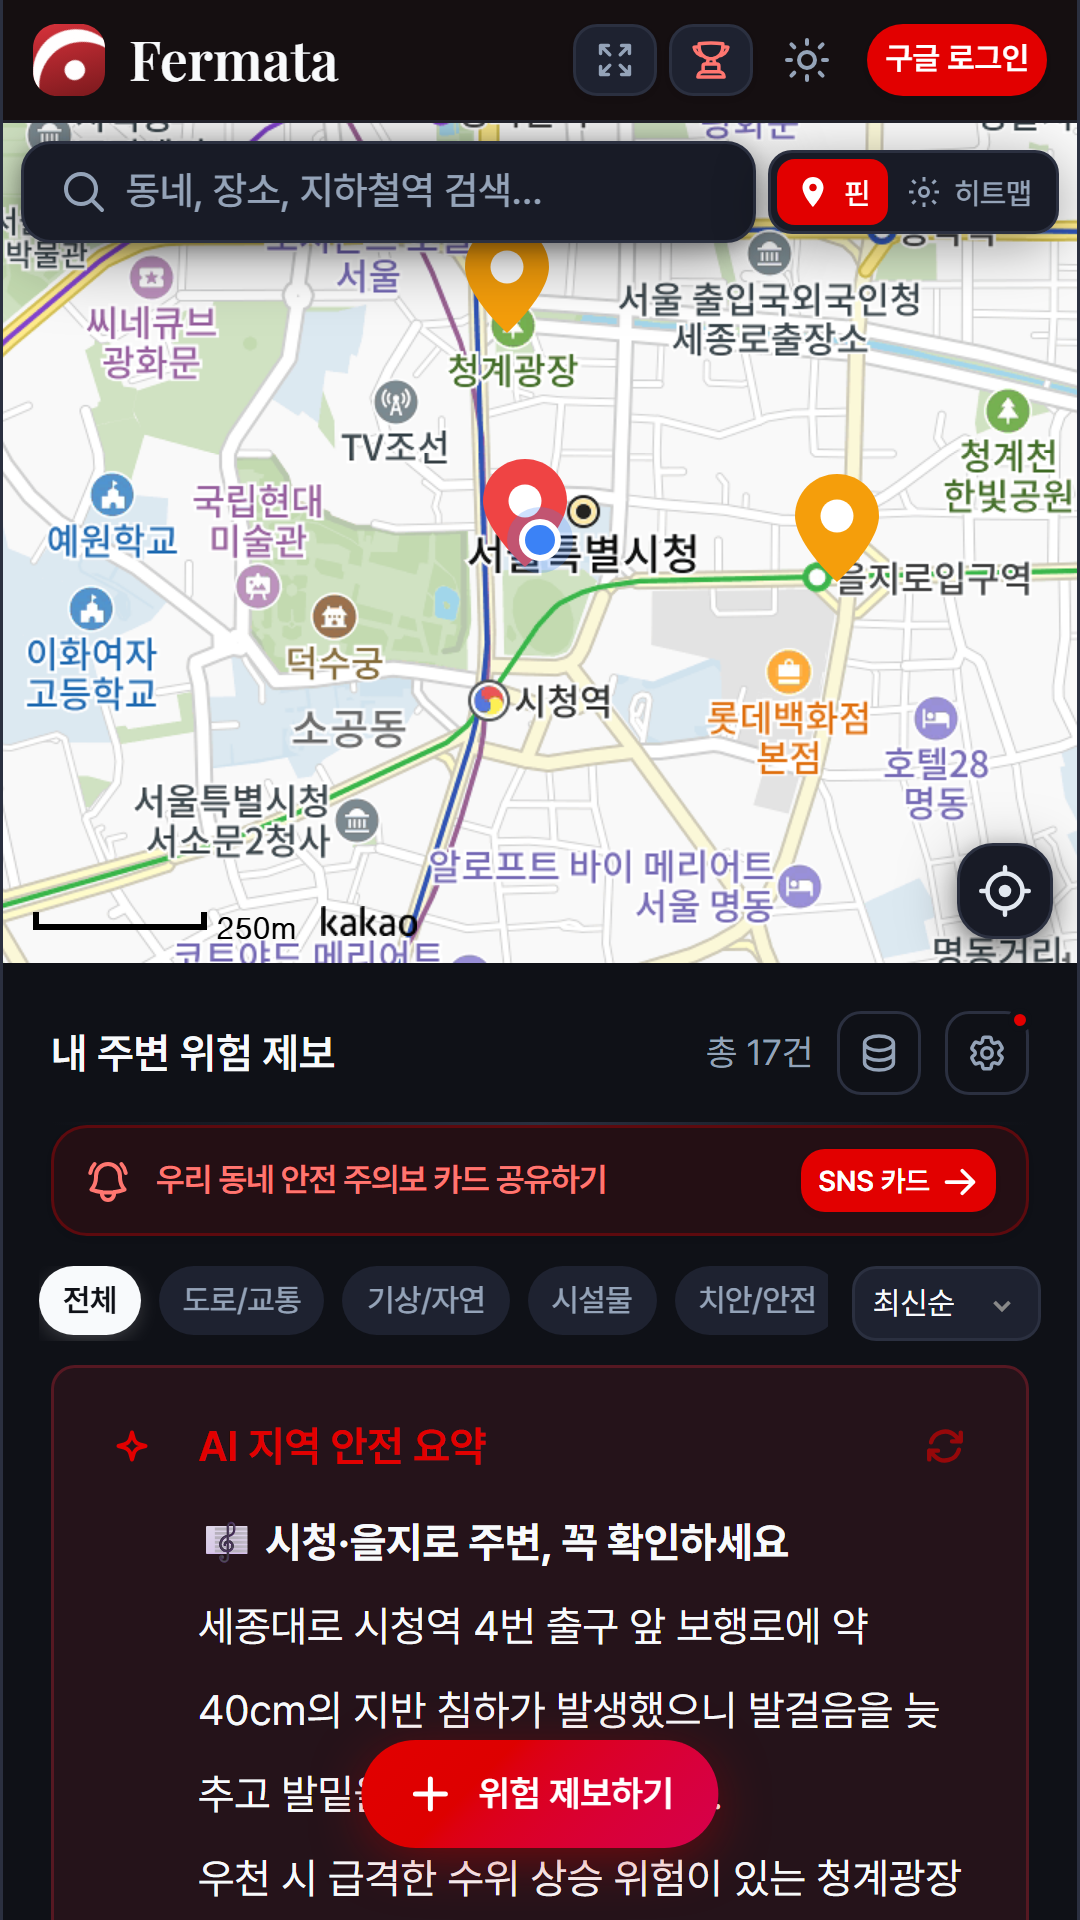 Fermata
구글 로그인
동네, 장소, 지하철역 검색...
핀
히트맵
박물관
서울
씨네큐브
광화문
서울 출입국외국인청
세종로출장소
청계광장
TV조선
청계천
한빛공원
국립현대
미술관
예원학교
서울특별시청
을지로입구역
이화여자
고등학교
덕수궁
시청역
소공동
롯데백화점
본점
호텔28
명동
서울특별시청
서소문2청사
알로프트 바이 메리어트
서울 명동
250m
kakao
코트야드 메리어트
명동거리
내 주변 위험 제보
총 17건
우리 동네 안전 주의보 카드 공유하기
SNS 카드
전체
도로/교통
기상/자연
시설물
치안/안전
최신순
AI 지역 안전 요약
시청·을지로 주변, 꼭 확인하세요
세종대로 시청역 4번 출구 앞 보행로에 약
40cm의 지반 침하가 발생했으니 발걸음을 늦
추고 발밑을
위험 제보하기
우천 시 급격한 수위 상승 위험이 있는 청계광장